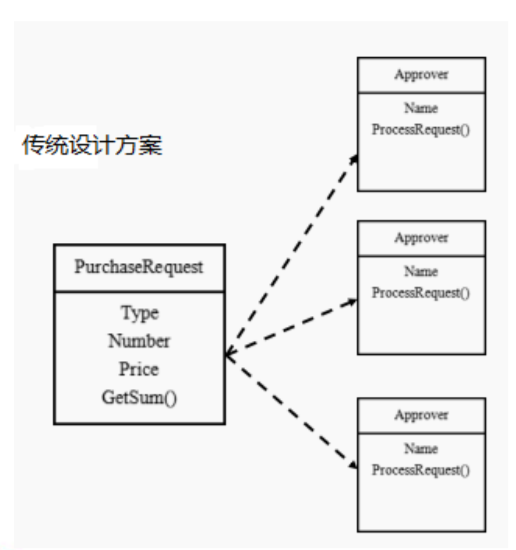 传统设计方案
PurchaseRequest
Type
Number
Price
GetSum()
Approver
Name
ProcessRequest()
Approver
Name
ProcessRequest()
Approver
Name
ProcessRequest()